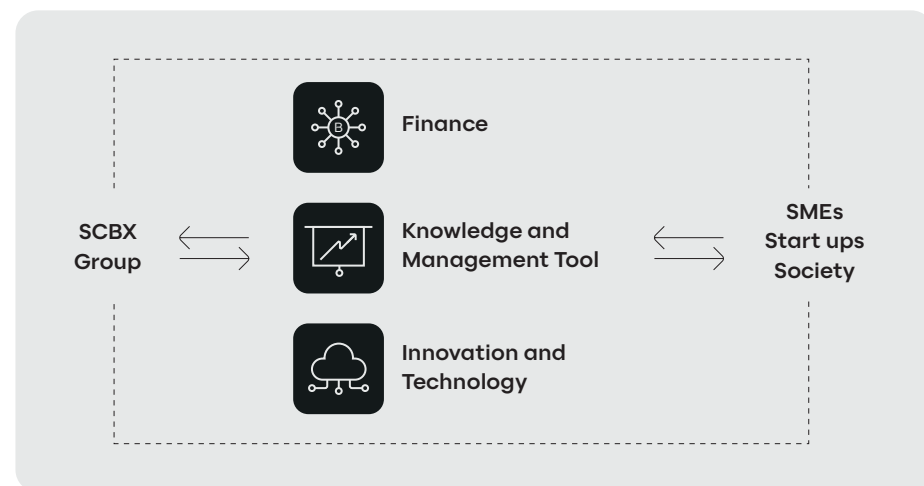 Finance
B
SCBX
Group
Knowledge and
Management Tool
SMEs
Start ups
Society
Innovation and
Technology